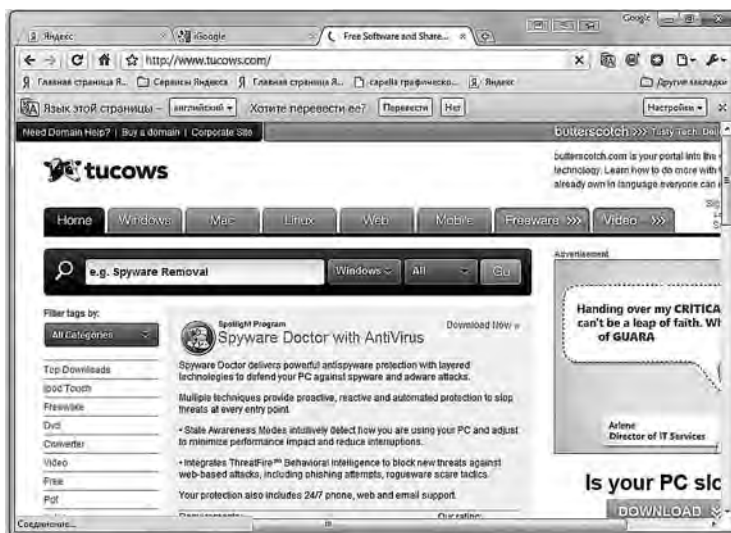 Google
Яндекс
iGoogle
Free Software and Share...
http://www.tucows.com/
Главная страница Я...
Сервисы Яндекса
Главная страница Я...
capella графическо...
Яндекс
Другие закладки
Язык этой страницы –
английский
Хотите перевести ее?
Перевести
Нет
Настройки
Need Domain Help? | Buy a domain | Corporate Site
butterscotch >>> Tasty Tech.
tucows
butterscotch.com is your portal into the
technology. Learn how to do more with
already own in language everyone can
Home
Windows
Mac
Linux
Web
Mobile
Freeware >>>
Video >>>
e.g. Spyware Removal
Windows
All
Go
Advertisement
Filter tags by:
All Categories
Top Downloads
Ipod Touch
Freeware
Dvd
Converter
Video
Free
Pdf
Spotlight Program
Download Now »
Spyware Doctor with AntiVirus
Spyware Doctor delivers powerful antispyware protection with layered
technologies to defend your PC against spyware and adware attacks.
Multiple techniques provide proactive, reactive and automated protection to stop
threats at every entry point.
• State Awareness Modes intuitively detect how you are using your PC and adjust
to minimize performance impact and reduce interruptions.
• Integrates ThreatFire™ Behavioral Intelligence to block new threats against
web-based attacks, including phishing attempts, rogueware scare tactics.
Your protection also includes 24/7 phone, web and email support.
Requirements:
Our rating:
Handing over my CRITICA
can't be a leap of faith. Wh
of GUARA
Arlene
Director of IT Services
Is your PC slo
DOWNLOAD
Соединение...